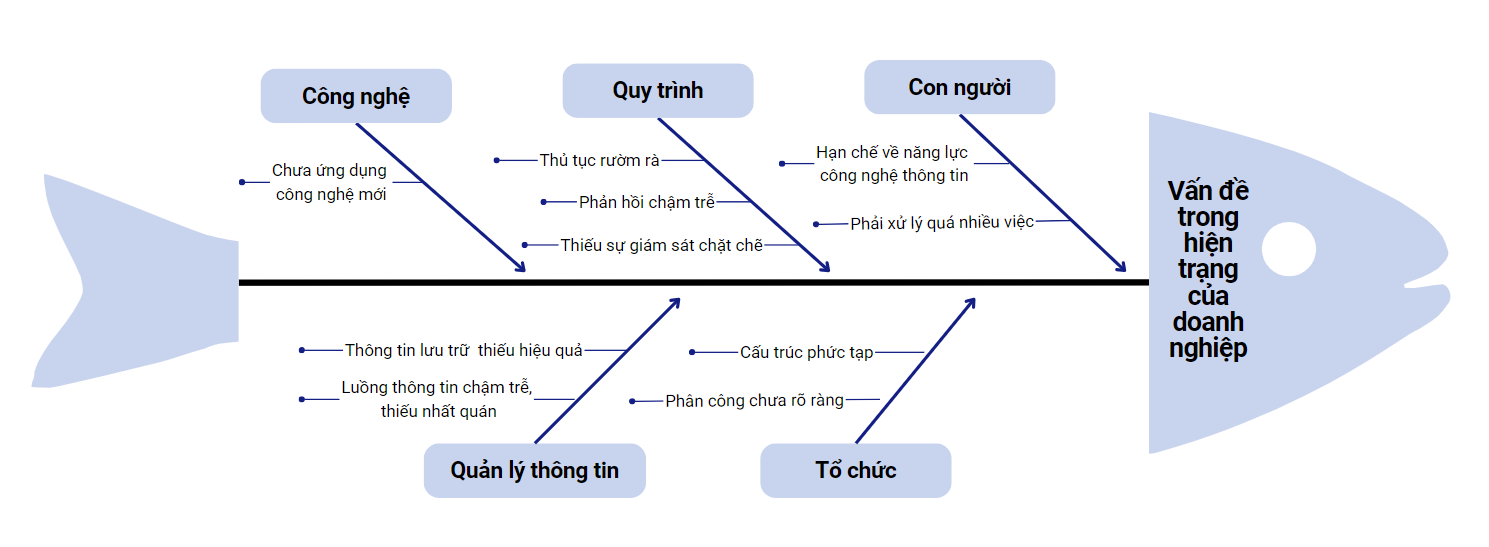 Công nghệ
Quy trình
Con người
Chưa ứng dụng
công nghệ mới
Thủ tục rườm rà
Phản hồi chậm trễ
Thiếu sự giám sát chặt chẽ
Hạn chế về năng lực
công nghệ thông tin
Phải xử lý quá nhiều việc
Vấn đề
trong
hiện
trạng
của
doanh
nghiệp
Thông tin lưu trữ thiếu hiệu quả
Luồng thông tin chậm trễ,
thiếu nhất quán
Cấu trúc phức tạp
Phân công chưa rõ ràng
Quản lý thông tin
Tổ chức